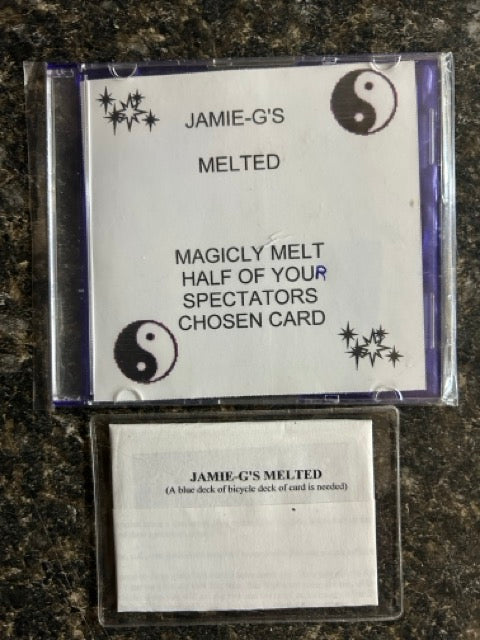 JAMIE-G'S
MELTED
MAGICLY MELT
HALF OF YOUR
SPECTATORS
CHOSEN CARD
JAMIE-G'S MELTED
(A blue deck of bicycle deck of card is needed)